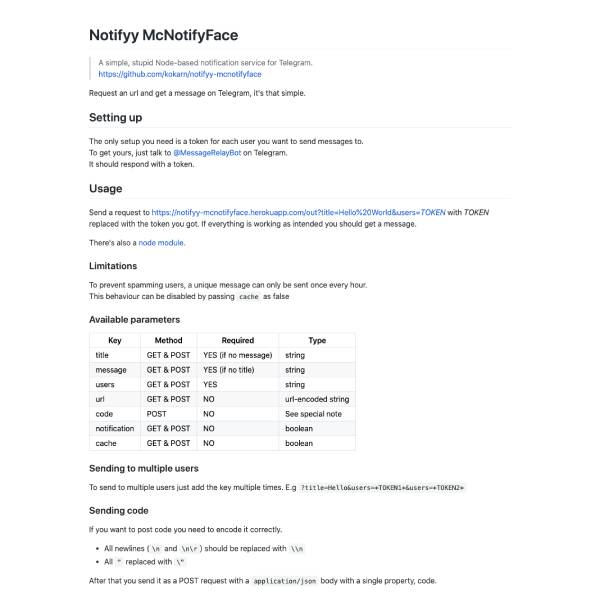 Notifyy McNotifyFace
A simple, stupid Node-based notification service for Telegram.
https://github.com/kokarn/notifyy-mcnotifyface
Request an url and get a message on Telegram, it's that simple.
Setting up
The only setup you need is a token for each user you want to send messages to.
To get yours, just talk to @MessageRelayBot on Telegram.
It should respond with a token.
Usage
Send a request to https://notifyy-mcnotifyface.herokuapp.com/out?title=Hello%20World&users=TOKEN with TOKEN
replaced with the token you got. If everything is working as intended you should get a message.
There's also a node module.
Limitations
To prevent spamming users, a unique message can only be sent once every hour.
This behaviour can be disabled by passing cache as false
Available parameters
Key Method Required Type
title GET & POST YES (if no message) string
message GET & POST YES (if no title) string
users GET & POST YES string
url GET & POST NO url-encoded string
code POST NO See special note
notification GET & POST NO boolean
cache GET & POST NO boolean
Sending to multiple users
To send to multiple users just add the key multiple times. E.g ?title=Hello&users=*TOKEN1*&users=*TOKEN2*
Sending code
If you want to post code you need to encode it correctly.
• All newlines ( \n and \n\r ) should be replaced with \\n
• All " replaced with \"
After that you send it as a POST request with a application/json body with a single property, code.